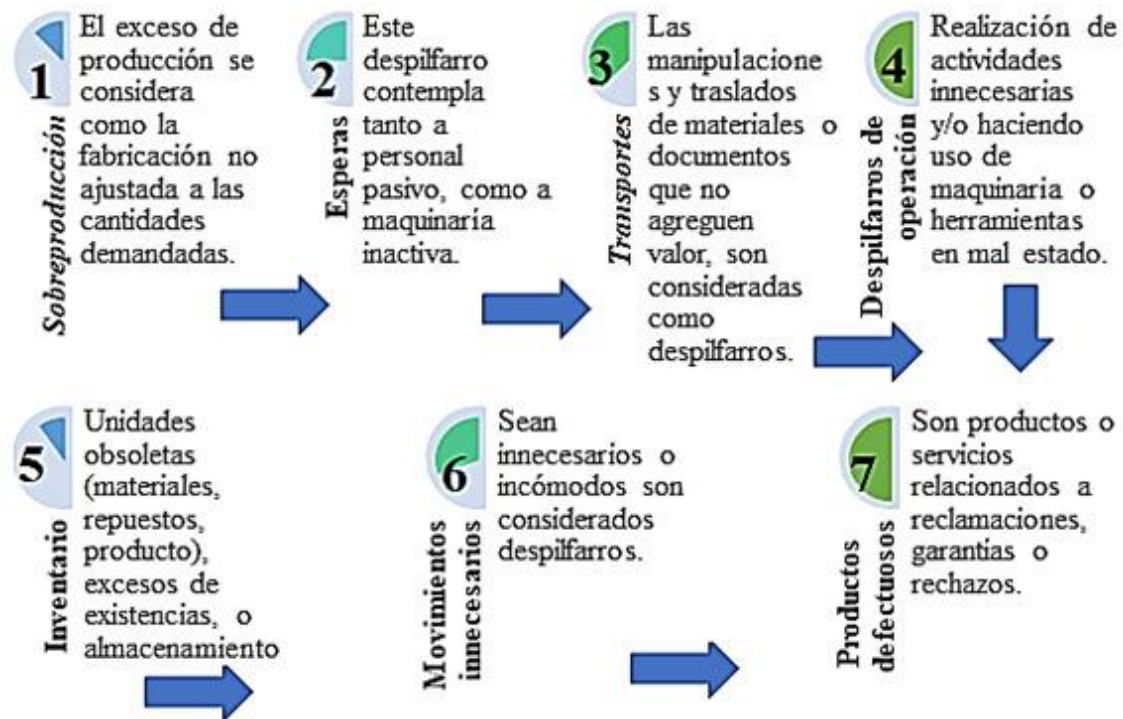 1
Sobreproducción
El exceso de
producción se
considera
como la
fabricación no
ajustada a las
cantidades
demandadas.
2
Esperas
Este
despilfarro
contempla
tanto a
personal
pasivo, como a
maquinaria
inactiva.
3
Transportes
Las
manipulacione
s y traslados
de materiales o
documentos
que no
agreguen
valor, son
consideradas
como
despilfarros.
4
Despilfarros de
operación
Realización de
actividades
innecesarias
y/o haciendo
uso de
maquinaria o
herramientas
en mal estado.
5
Inventario
Unidades
obsoletas
(materiales,
repuestos,
producto),
excesos de
existencias, o
almacenamiento
6
Movimientos
innecesarios
Sean
innecesarios o
incómodos son
considerados
despilfarros.
7
Productos
defectuosos
Son productos o
servicios
relacionados a
reclamaciones,
garantías o
rechazos.